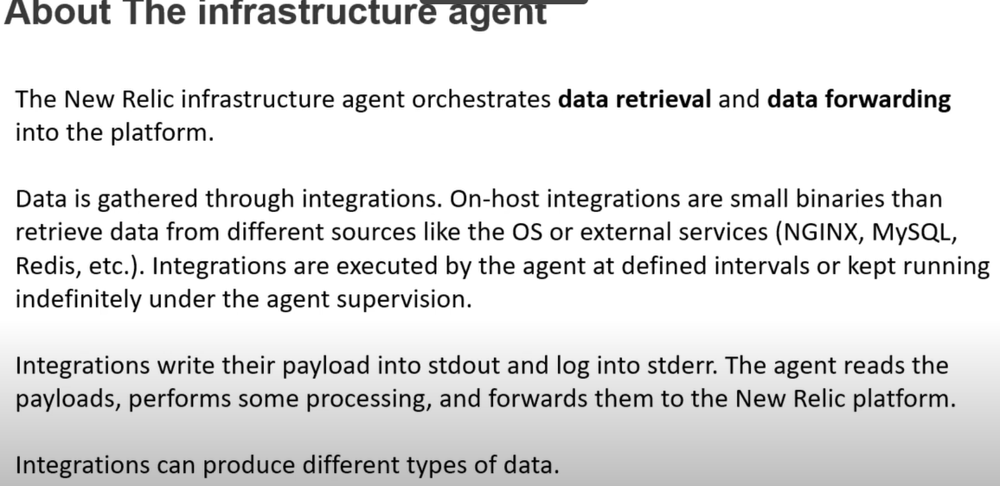 About The infrastructure agent
The New Relic infrastructure agent orchestrates data retrieval and data forwarding
into the platform.
Data is gathered through integrations. On-host integrations are small binaries than
retrieve data from different sources like the OS or external services (NGINX, MySQL,
Redis, etc.). Integrations are executed by the agent at defined intervals or kept running
indefinitely under the agent supervision.
Integrations write their payload into stdout and log into stderr. The agent reads the
payloads, performs some processing, and forwards them to the New Relic platform.
Integrations can produce different types of data.